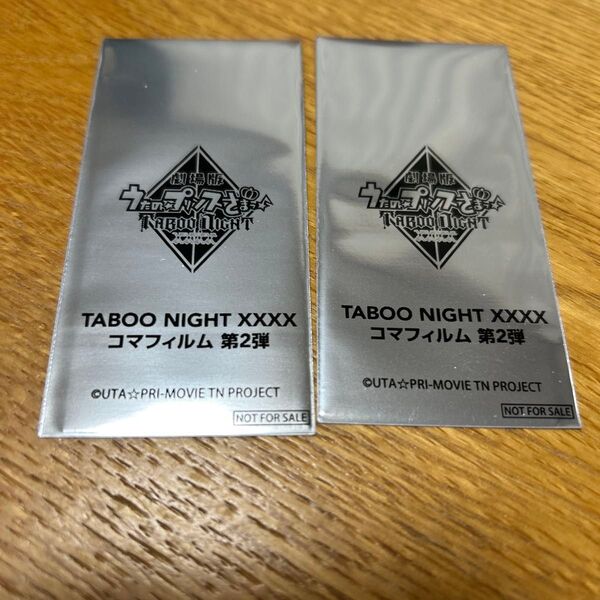 劇場版
うたの☆プリンスさまっ♪
TABOO NIGHT
XXXX
TABOO NIGHT XXXX
コマフィルム 第2弾
©UTA☆PRI-MOVIE TN PROJECT
NOT FOR SALE
劇場版
うたの☆プリンスさまっ♪
TABOO NIGHT
XXXX
TABOO NIGHT XXXX
コマフィルム 第2弾
©UTA☆PRI-MOVIE TN PROJECT
NOT FOR SALE